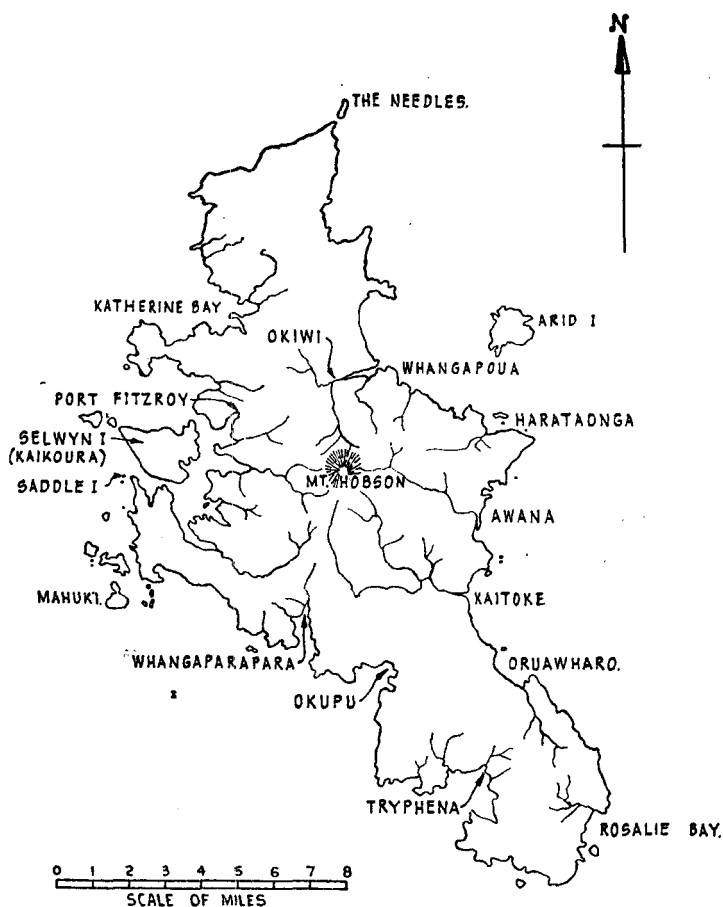 N
THE NEEDLES.
KATHERINE BAY
ARID I
OKIWI
WHANGAPOUA
PORT FITZROY
HARATAONGA
SELWYN I
(KAIKOURA)
MT. HOBSON
SADDLE I
AWANA
MAHUKI.
KAITOKE
WHANGAPARAPARA
ORUAWHARO.
OKUPU
TRYPHENA
ROSALIE BAY.
0 1 2 3 4 5 6 7 8
SCALE OF MILES